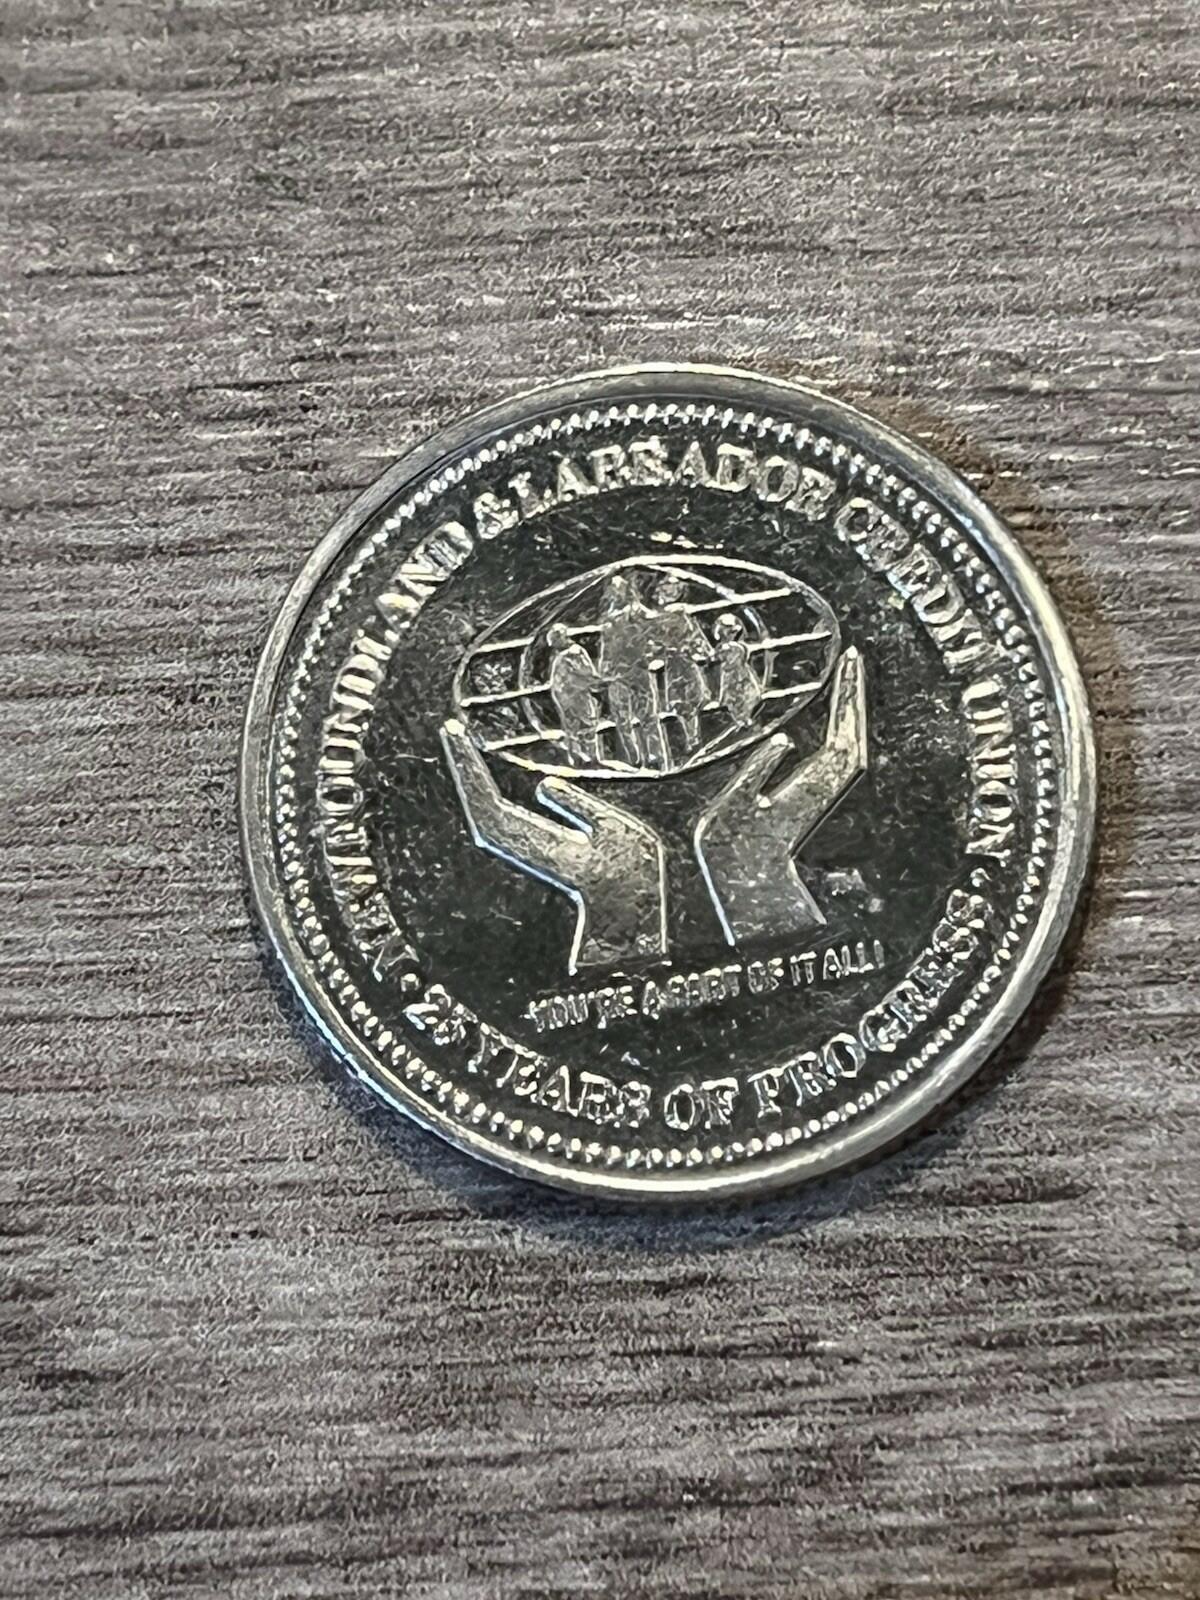 NEWFOUNDLAND & LABRADOR CREDIT UNION
YOU'RE A PART OF IT ALL!
• 25 YEARS OF PROGRESS •